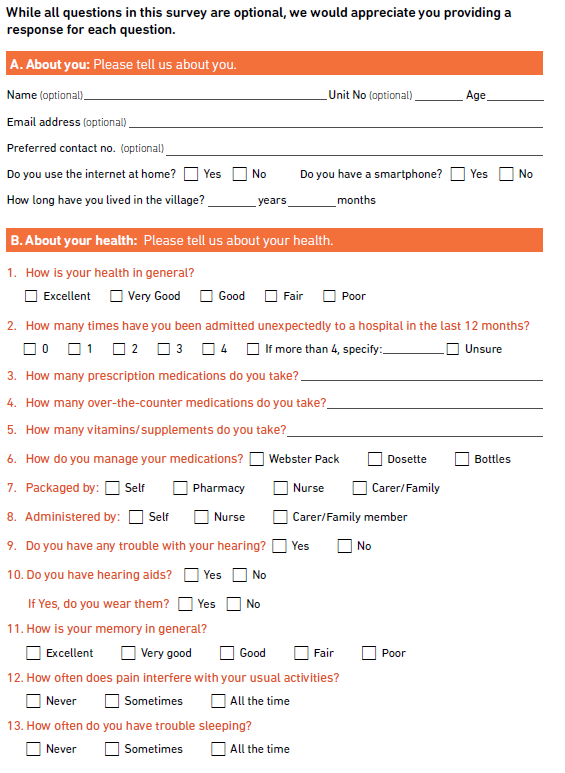 While all questions in this survey are optional, we would appreciate you providing a
response for each question.
A. About you: Please tell us about you.
Name (optional) Unit No (optional) Age
Email address (optional)
Preferred contact no. (optional)
Do you use the internet at home? Yes No Do you have a smartphone? Yes No
How long have you lived in the village? years months
B. About your health: Please tell us about your health.
1. How is your health in general?
Excellent Very Good Good Fair Poor
2. How many times have you been admitted unexpectedly to a hospital in the last 12 months?
0 1 2 3 4 If more than 4, specify: Unsure
3. How many prescription medications do you take?
4. How many over-the-counter medications do you take?
5. How many vitamins/supplements do you take?
6. How do you manage your medications? Webster Pack Dosette Bottles
7. Packaged by: Self Pharmacy Nurse Carer/Family
8. Administered by: Self Nurse Carer/Family member
9. Do you have any trouble with your hearing? Yes No
10. Do you have hearing aids? Yes No
If Yes, do you wear them? Yes No
11. How is your memory in general?
Excellent Very good Good Fair Poor
12. How often does pain interfere with your usual activities?
Never Sometimes All the time
13. How often do you have trouble sleeping?
Never Sometimes All the time